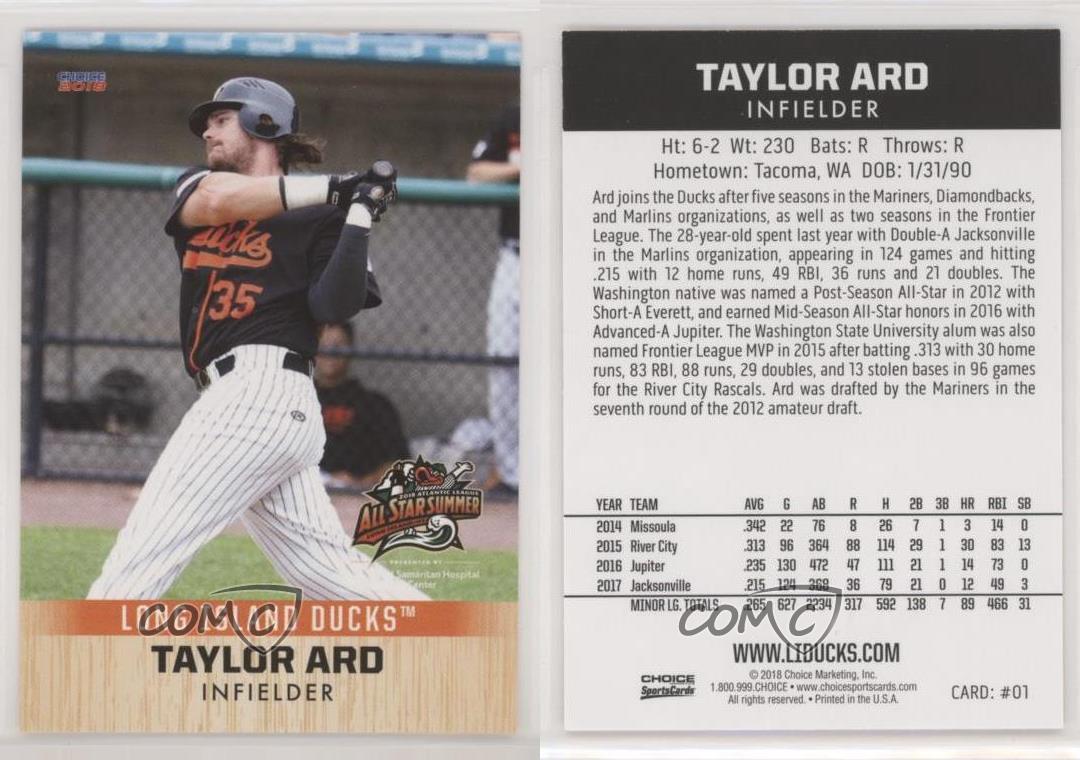 CHOICE
2018
Ducks
35
2018 ATLANTIC LEAGUE
ALL STAR SUMMER
PRESENTED BY
Samaritan Hospital
Center
LONG ISLAND DUCKS™
TAYLOR ARD
INFIELDER
COMC
TAYLOR ARD
INFIELDER
Ht: 6-2 Wt: 230 Bats: R Throws: R
Hometown: Tacoma, WA DOB: 1/31/90
Ard joins the Ducks after five seasons in the Mariners, Diamondbacks,
and Marlins organizations, as well as two seasons in the Frontier
League. The 28-year-old spent last year with Double-A Jacksonville
in the Marlins organization, appearing in 124 games and hitting
.215 with 12 home runs, 49 RBI, 36 runs and 21 doubles. The
Washington native was named a Post-Season All-Star in 2012 with
Short-A Everett, and earned Mid-Season All-Star honors in 2016 with
Advanced-A Jupiter. The Washington State University alum was also
named Frontier League MVP in 2015 after batting .313 with 30 home
runs, 83 RBI, 88 runs, 29 doubles, and 13 stolen bases in 96 games
for the River City Rascals. Ard was drafted by the Mariners in the
seventh round of the 2012 amateur draft.
YEAR TEAM AVG G AB R H 2B 3B HR RBI SB
2014 Missoula .342 22 76 8 26 7 1 3 14 0
2015 River City .313 96 364 88 114 29 1 30 83 13
2016 Jupiter .235 130 472 47 111 21 1 14 73 0
2017 Jacksonville .215 124 368 36 79 21 0 12 49 3
MINOR LG. TOTALS .265 627 2234 317 592 138 7 89 466 31
COMC
WWW.LIDUCKS.COM
CHOICE
SportsCards™
© 2018 Choice Marketing, Inc.
1.800.999.CHOICE • www.choicesportscards.com
All rights reserved. • Printed in the U.S.A.
CARD: #01